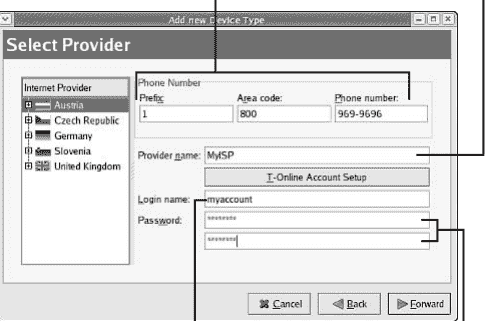 Add new Device Type
Select Provider
Internet Provider
Austria
Czech Republic
Germany
Slovenia
United Kingdom
Phone Number
Prefix:
Area code:
Phone number:
1
800
969-9696
Provider name:
MyISP
T-Online Account Setup
Login name:
myaccount
Password:
********
********
Cancel
Back
Forward